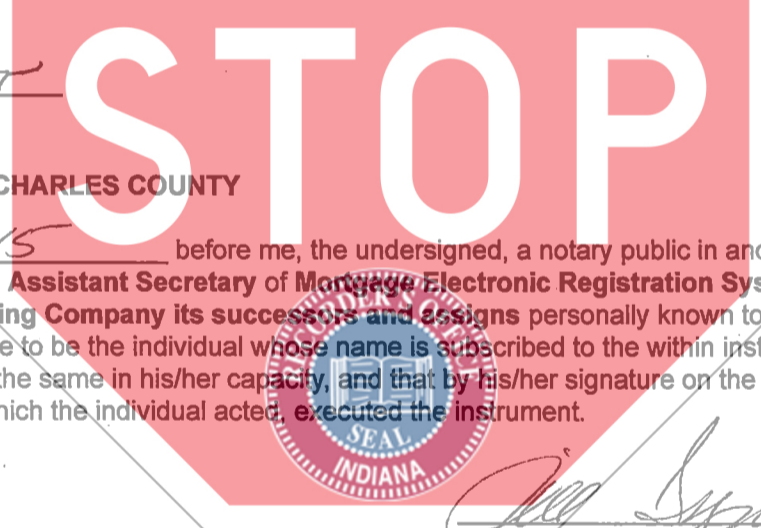 STOP
CHARLES COUNTY
before me, the undersigned, a notary public in and
Assistant Secretary of Mortgage Electronic Registration Sys
ing Company its successors and assigns personally known to
e to be the individual whose name is subscribed to the within inst
the same in his/her capacity, and that by his/her signature on the
hich the individual acted, executed the instrument.
RECORDER'S OFFICE
SEAL
INDIANA